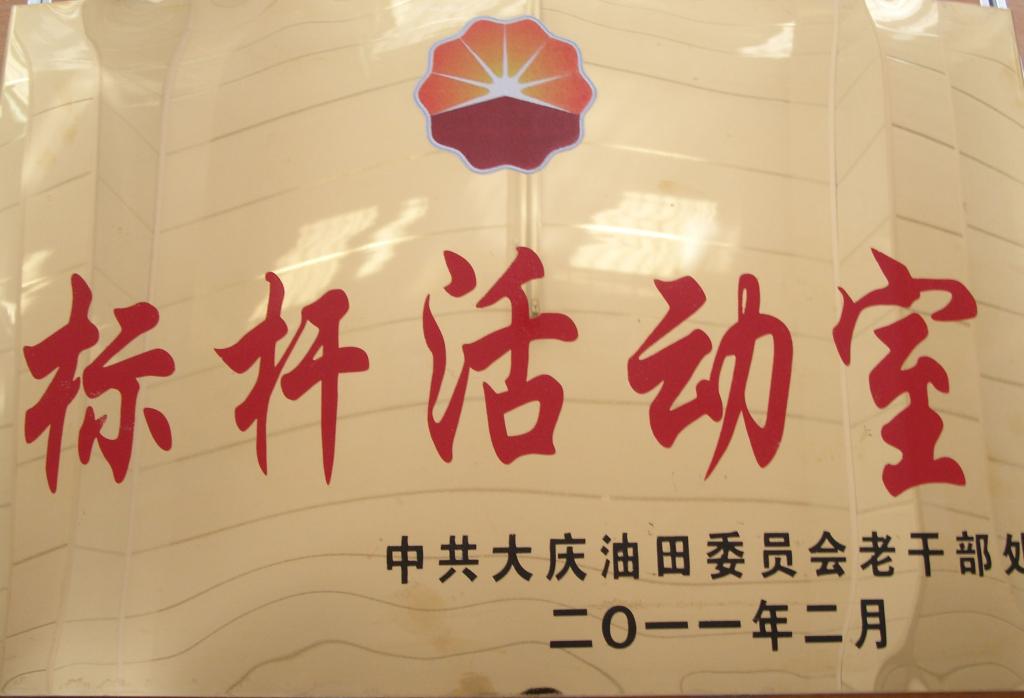 标杆活动室
中共大庆油田委员会老干部处
二〇一一年二月